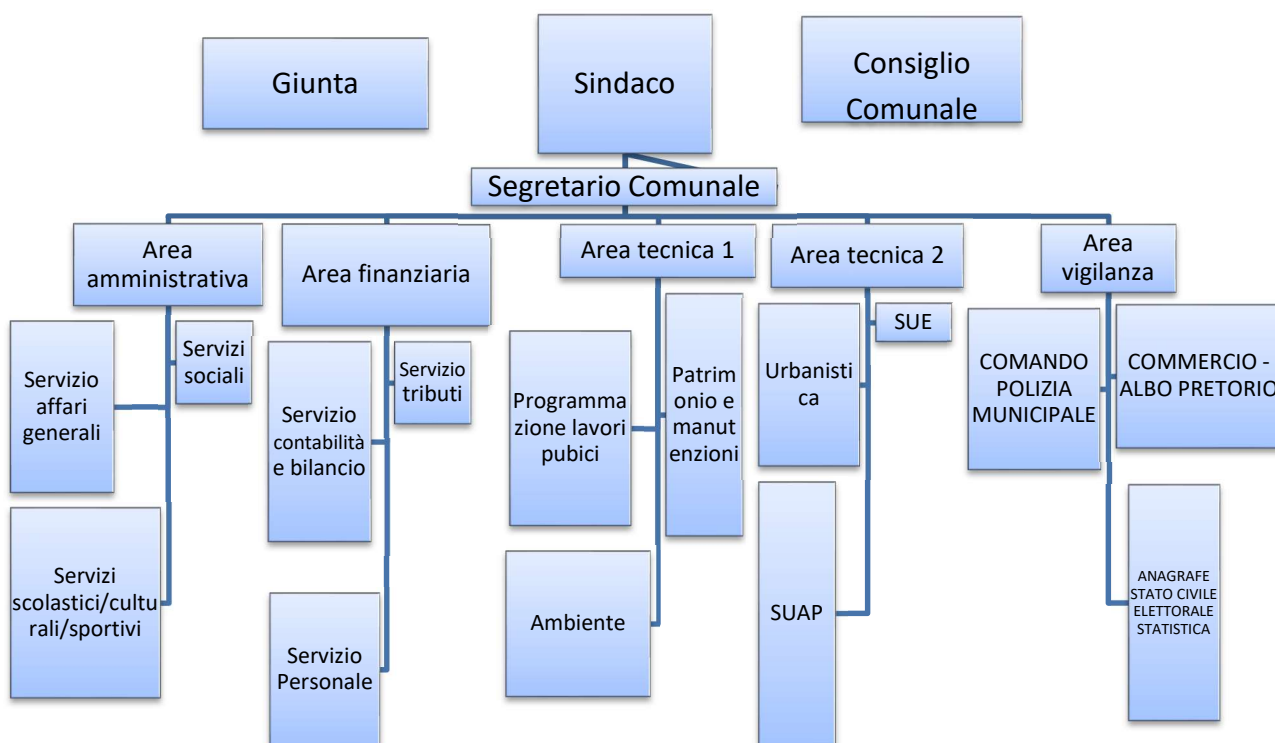 Giunta
Sindaco
Consiglio
Comunale
Segretario Comunale
Area
amministrativa
Area finanziaria
Area tecnica 1
Area tecnica 2
Area
vigilanza
Servizio
affari
generali
Servizi
sociali
Servizi
scolastici/cultu
rali/sportivi
Servizio
contabilità
e bilancio
Servizio
tributi
Servizio
Personale
Programma
zione lavori
pubici
Patrim
onio e
manut
enzioni
Ambiente
Urbanisti
ca
SUE
SUAP
COMANDO
POLIZIA
MUNICIPALE
COMMERCIO -
ALBO PRETORIO
ANAGRAFE
STATO CIVILE
ELETTORALE
STATISTICA